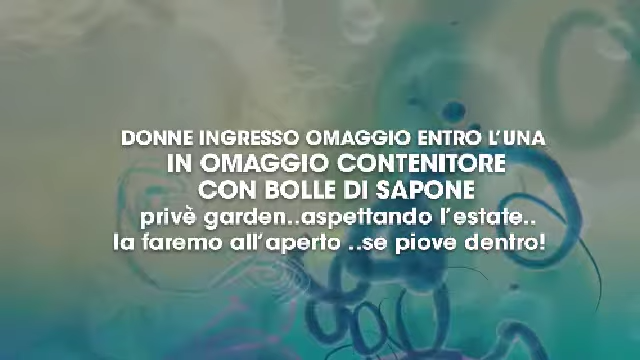 DONNE INGRESSO OMAGGIO ENTRO L'UNA
IN OMAGGIO CONTENITORE
CON BOLLE DI SAPONE
privè garden..aspettando l'estate..
la faremo all'aperto ..se piove dentro!